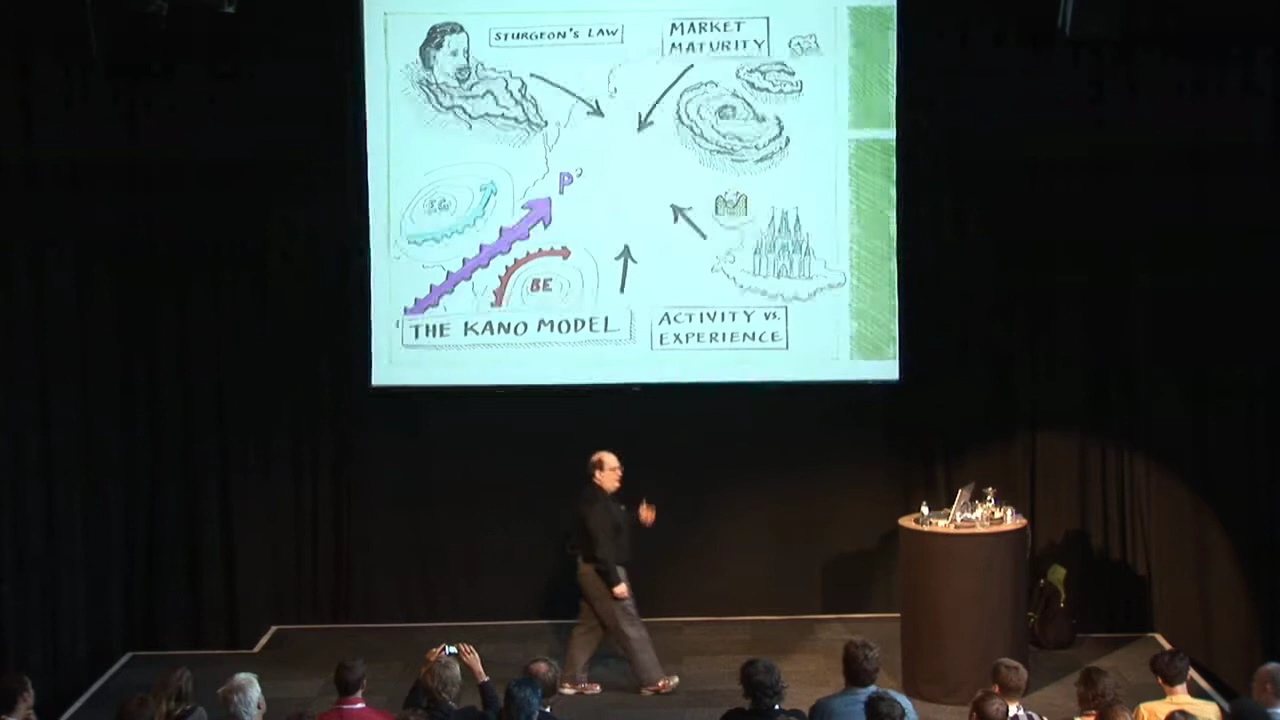 STURGEON'S LAW
MARKET
MATURITY
P
BE
THE KANO MODEL
ACTIVITY vs.
EXPERIENCE